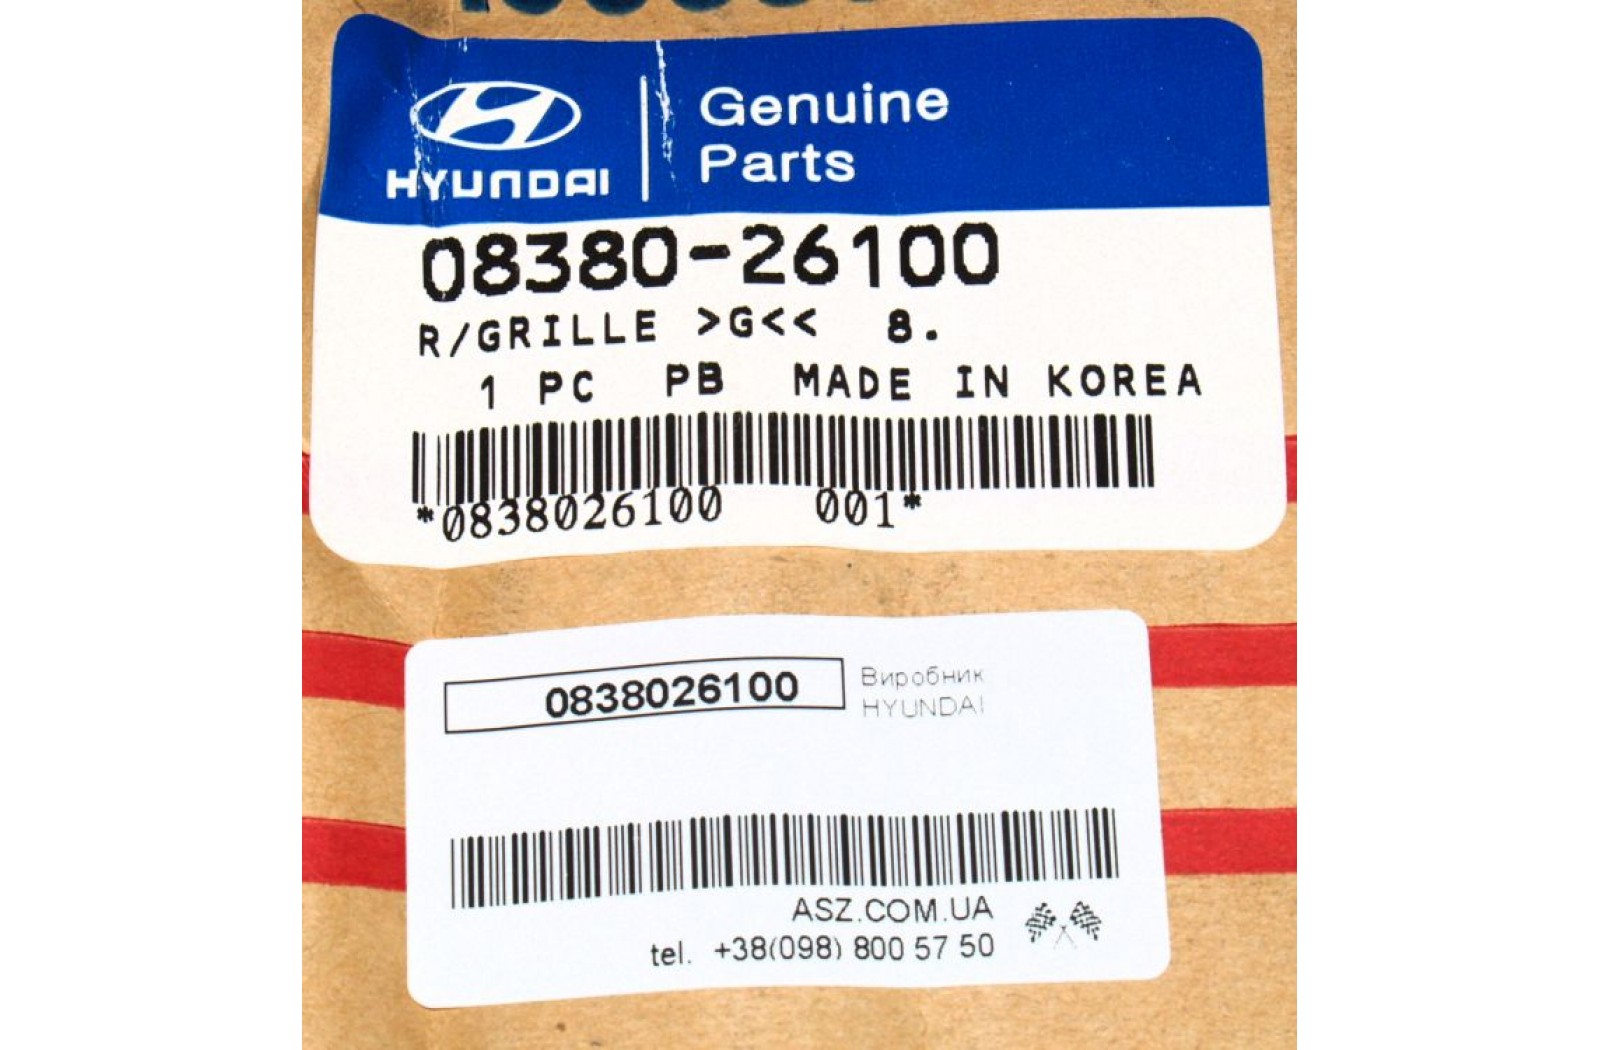 HYUNDAI
Genuine
Parts
08380-26100
R/GRILLE >G<< 8.
1 PC PB MADE IN KOREA
*0838026100 001*
0838026100
Виробник
HYUNDAI
ASZ.COM.UA
tel. +38(098) 800 57 50